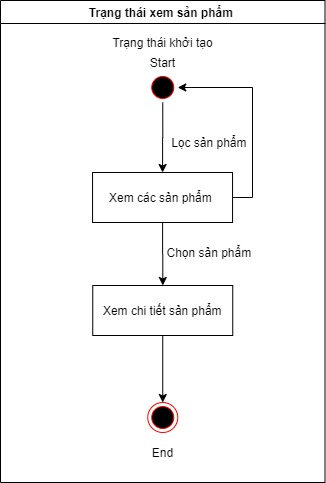 Trạng thái xem sản phẩm
Trạng thái khởi tạo
Start
Lọc sản phẩm
Xem các sản phẩm
Chọn sản phẩm
Xem chi tiết sản phẩm
End